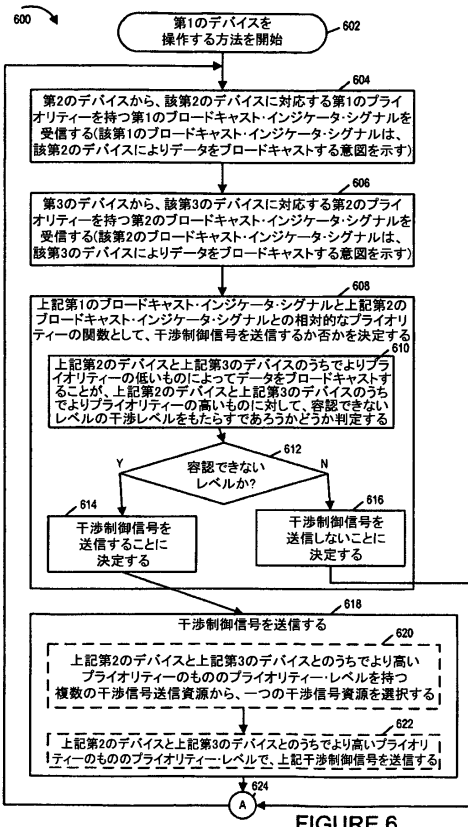 600
第1のデバイスを
操作する方法を開始
602
604
第2のデバイスから、該第2のデバイスに対応する第1のプライ
オリティーを持つ第1のブロードキャスト・インジケータ・シグナルを
受信する(該第1のブロードキャスト・インジケータ・シグナルは、
該第2のデバイスによりデータをブロードキャストする意図を示す)
606
第3のデバイスから、該第3のデバイスに対応する第2のプライ
オリティーを持つ第2のブロードキャスト・インジケータ・シグナルを
受信する(該第2のブロードキャスト・インジケータ・シグナルは、
該第3のデバイスによりデータをブロードキャストする意図を示す)
608
上記第1のブロードキャスト・インジケータ・シグナルと上記第2の
ブロードキャスト・インジケータ・シグナルとの相対的なプライオリ
ティーの関数として、干渉制御信号を送信するか否かを決定する
610
上記第2のデバイスと上記第3のデバイスのうちでよりプラ
イオリティーの低いものによってデータをブロードキャストす
ることが、上記第2のデバイスと上記第3のデバイスのうち
でよりプライオリティーの高いものに対して、容認できない
レベルの干渉レベルをもたらすであろうかどうか判定する
612
Y
容認できない
レベルか?
N
614
干渉制御信号を
送信することに
決定する
616
干渉制御信号を
送信しないことに
決定する
618
干渉制御信号を送信する
620
上記第2のデバイスと上記第3のデバイスとのうちでより高い
プライオリティーのもののプライオリティー・レベルを持つ
複数の干渉信号送信資源から、一つの干渉信号資源を選択する
622
上記第2のデバイスと上記第3のデバイスとのうちでより高いプライオリ
ティーのもののプライオリティー・レベルで、上記干渉制御信号を送信する
624
A
FIGURE 6